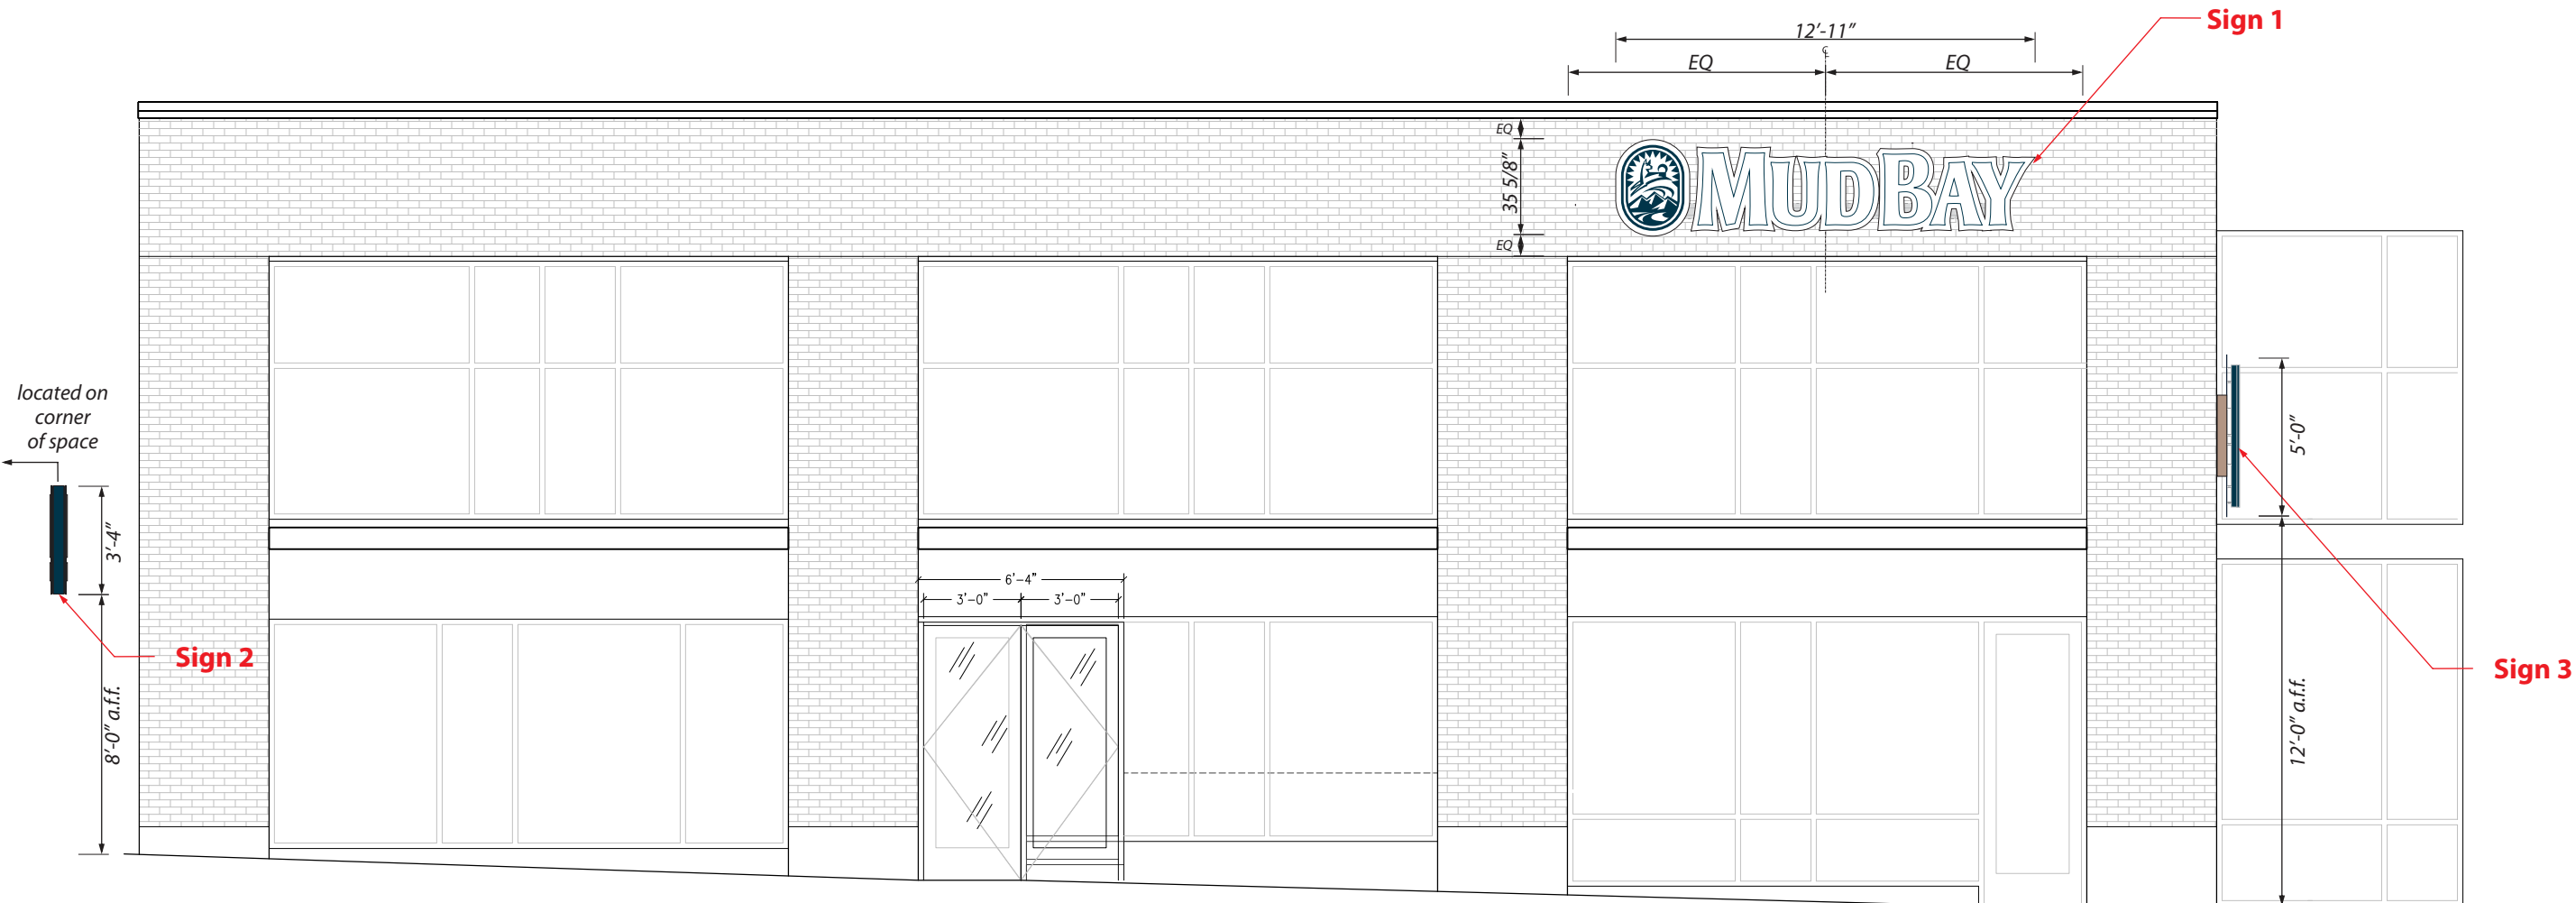 Sign 1
12'-11"
℄
EQ
EQ
EQ
35 5/8"
EQ
MUDBAY
located on
corner
of space
3'-4"
8'-0" a.f.f.
Sign 2
6'-4"
3'-0"
3'-0"
5'-0"
12'-0" a.f.f.
Sign 3